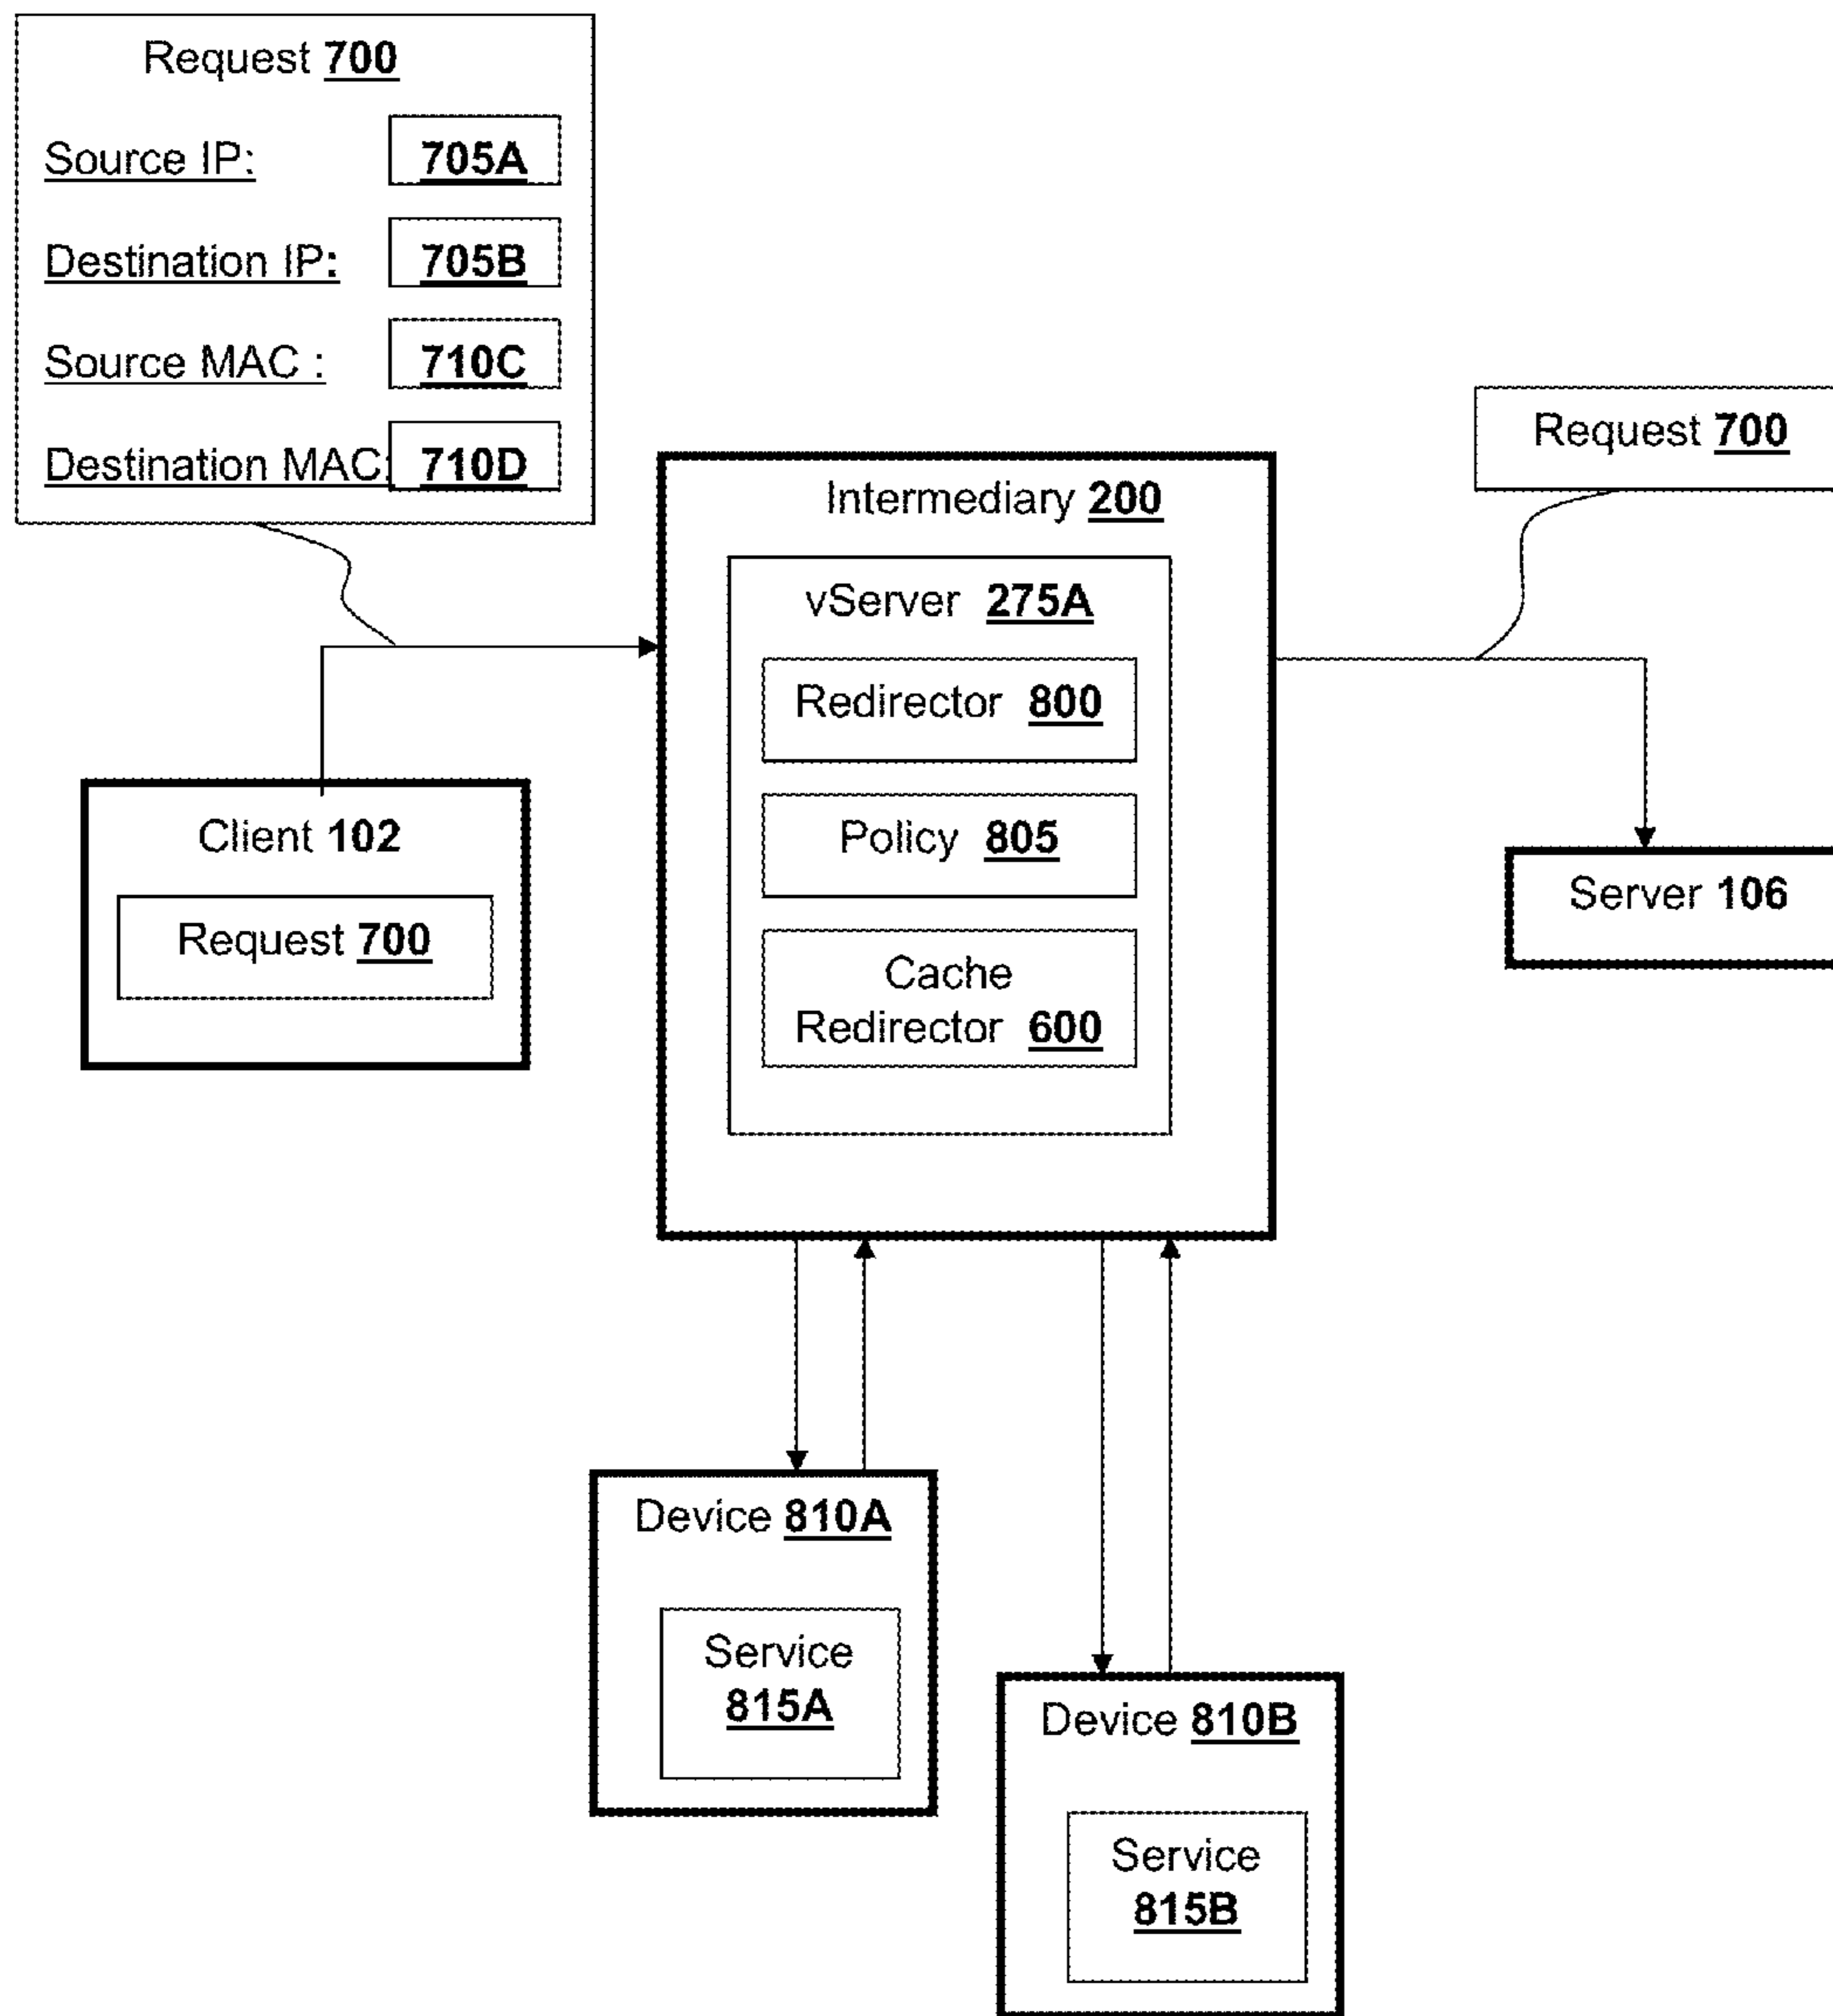 Request 700
Source IP: 705A
Destination IP: 705B
Source MAC : 710C
Destination MAC: 710D
Request 700
Intermediary 200
vServer 275A
Redirector 800
Policy 805
Cache
Redirector 600
Client 102
Request 700
Server 106
Device 810A
Service
815A
Device 810B
Service
815B